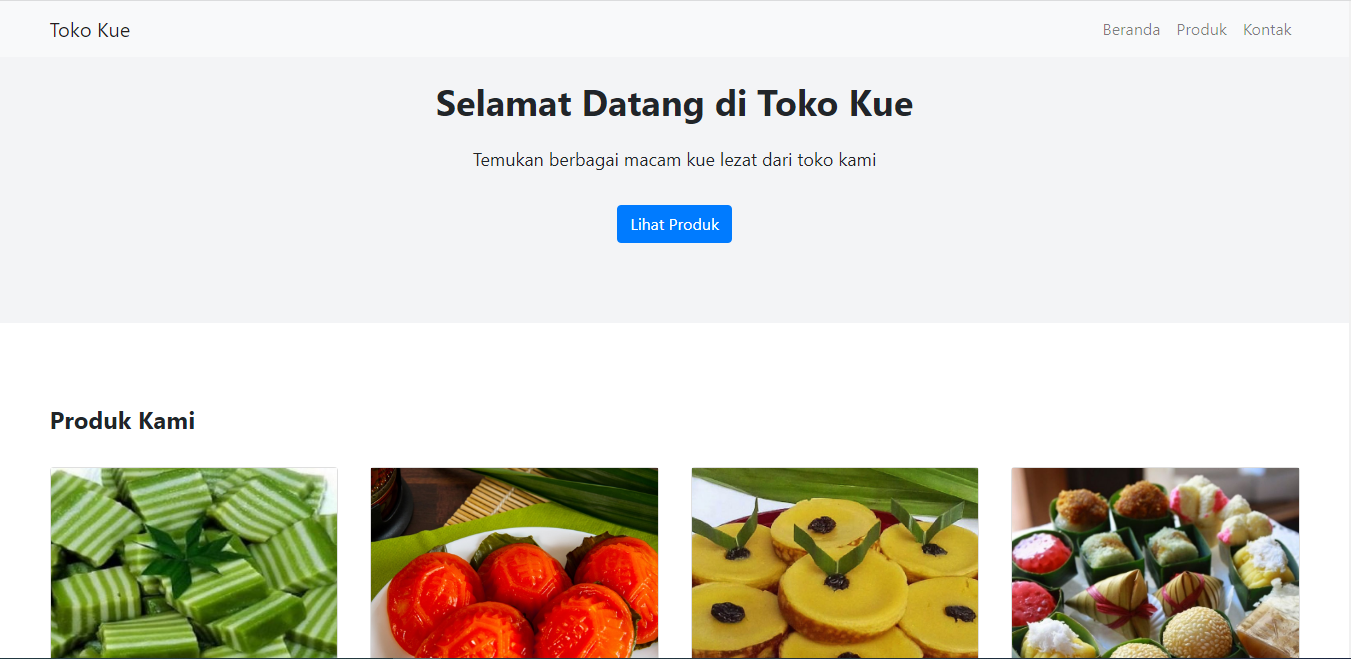 Toko Kue
Beranda Produk Kontak
Selamat Datang di Toko Kue
Temukan berbagai macam kue lezat dari toko kami
Lihat Produk
Produk Kami